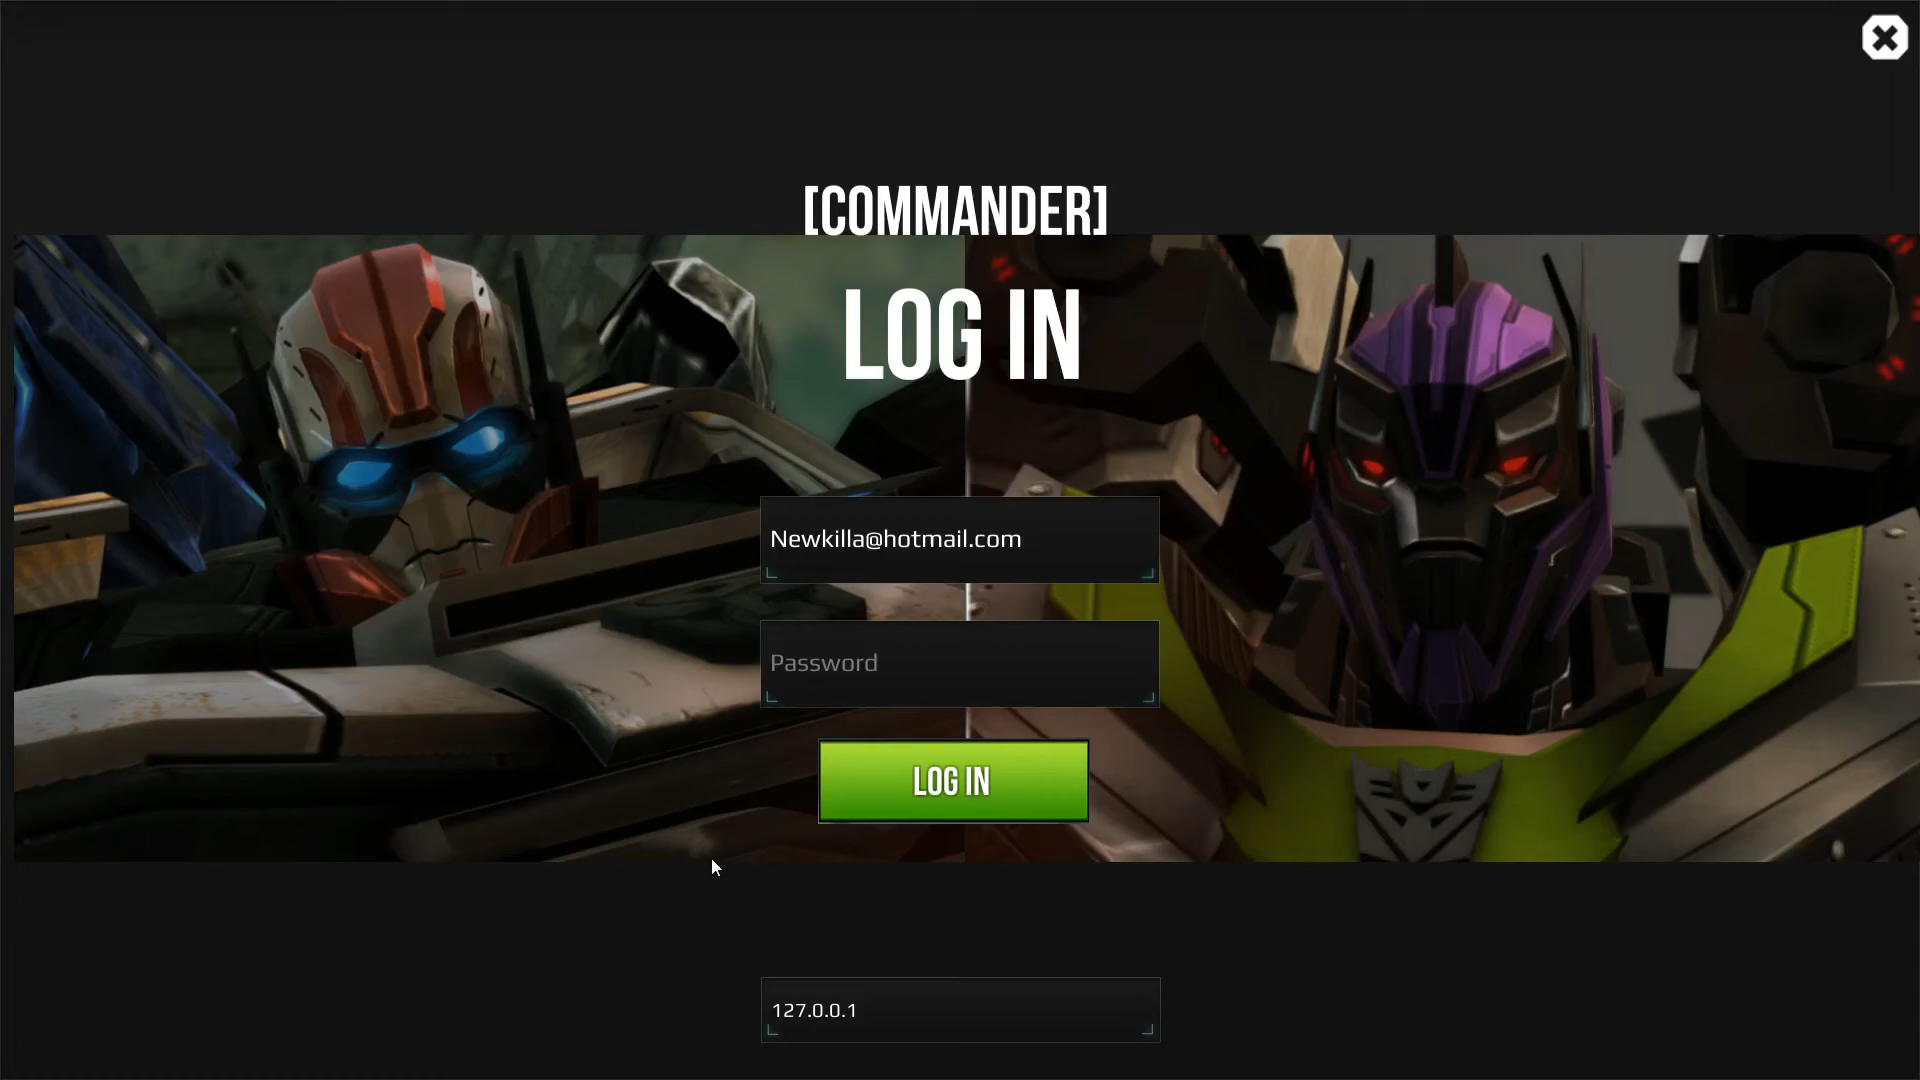 [COMMANDER]
LOG IN
Newkilla@hotmail.com
Password
LOG IN
127.0.0.1